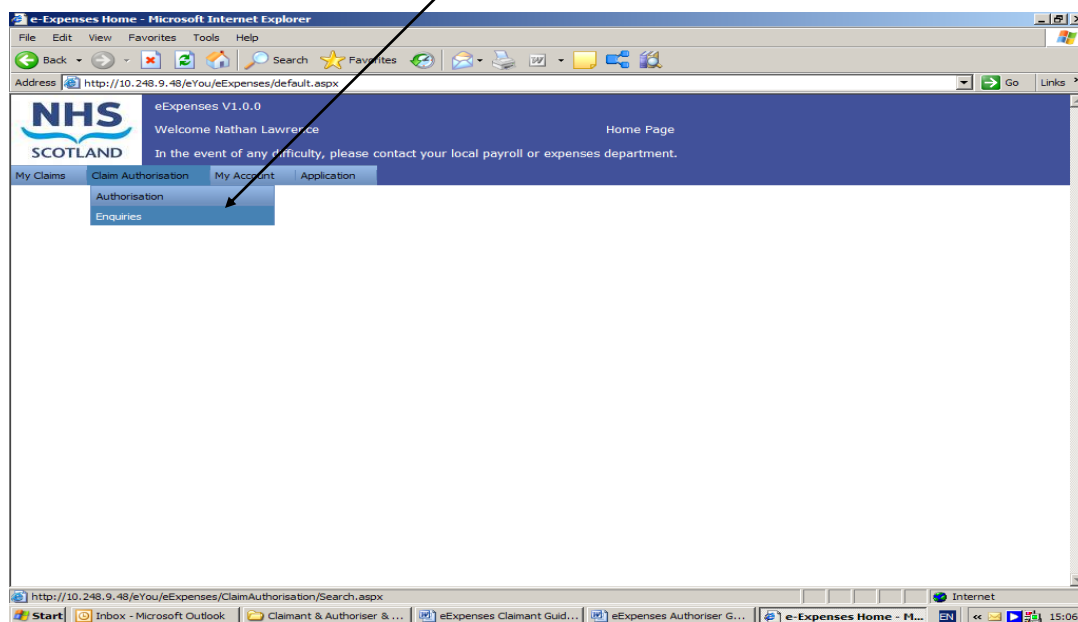 e-Expenses Home - Microsoft Internet Explorer
File Edit View Favorites Tools Help
Back Search Favorites
Address http://10.248.9.48/eYou/eExpenses/default.aspx Go Links
NHS
SCOTLAND
eExpenses V1.0.0
Welcome Nathan Lawrence Home Page
In the event of any difficulty, please contact your local payroll or expenses department.
My Claims Claim Authorisation My Account Application
Authorisation
Enquiries
http://10.248.9.48/eYou/eExpenses/ClaimAuthorisation/Search.aspx Internet
Start Inbox - Microsoft Outlook Claimant & Authoriser & ... eExpenses Claimant Guid... eExpenses Authoriser G... e-Expenses Home - M... EN 15:06